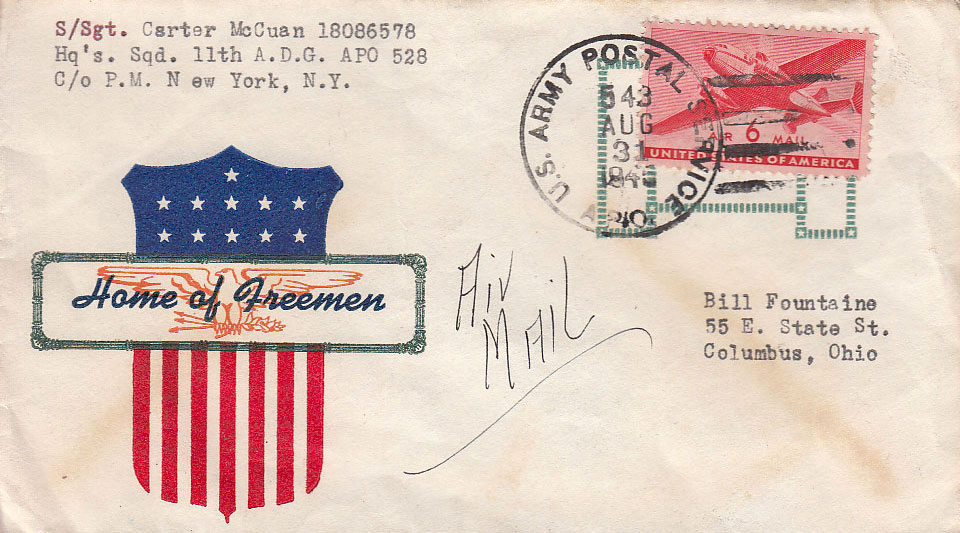 S/Sgt. Carter McCuan 18086578
Hq's. Sqd. 11th A.D.G. APO 528
C/o P.M. N ew York, N.Y.
U.S. ARMY POSTAL SERVICE
543
AUG
31
A.P.O.
AIR 6 MAIL
UNITED STATES OF AMERICA
Home of Freemen
Air
MAIL
Bill Fountaine
55 E. State St.
Columbus, Ohio